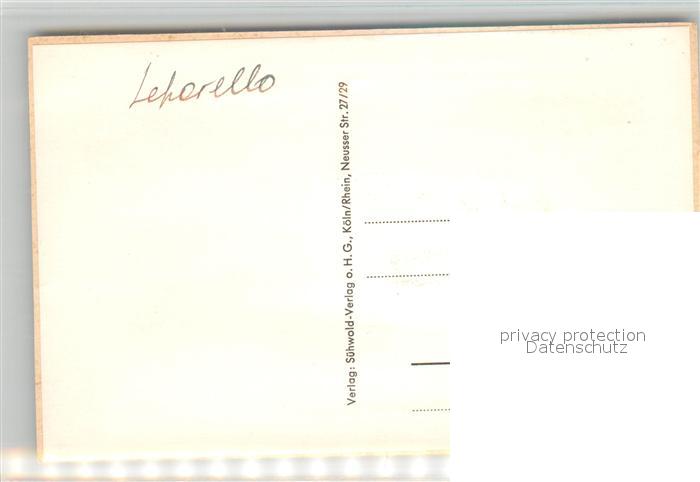 Leporello
Verlag: Sühwold-Verlag o. H. G., Köln/Rhein, Neusser Str. 27/29
privacy protection
Datenschutz